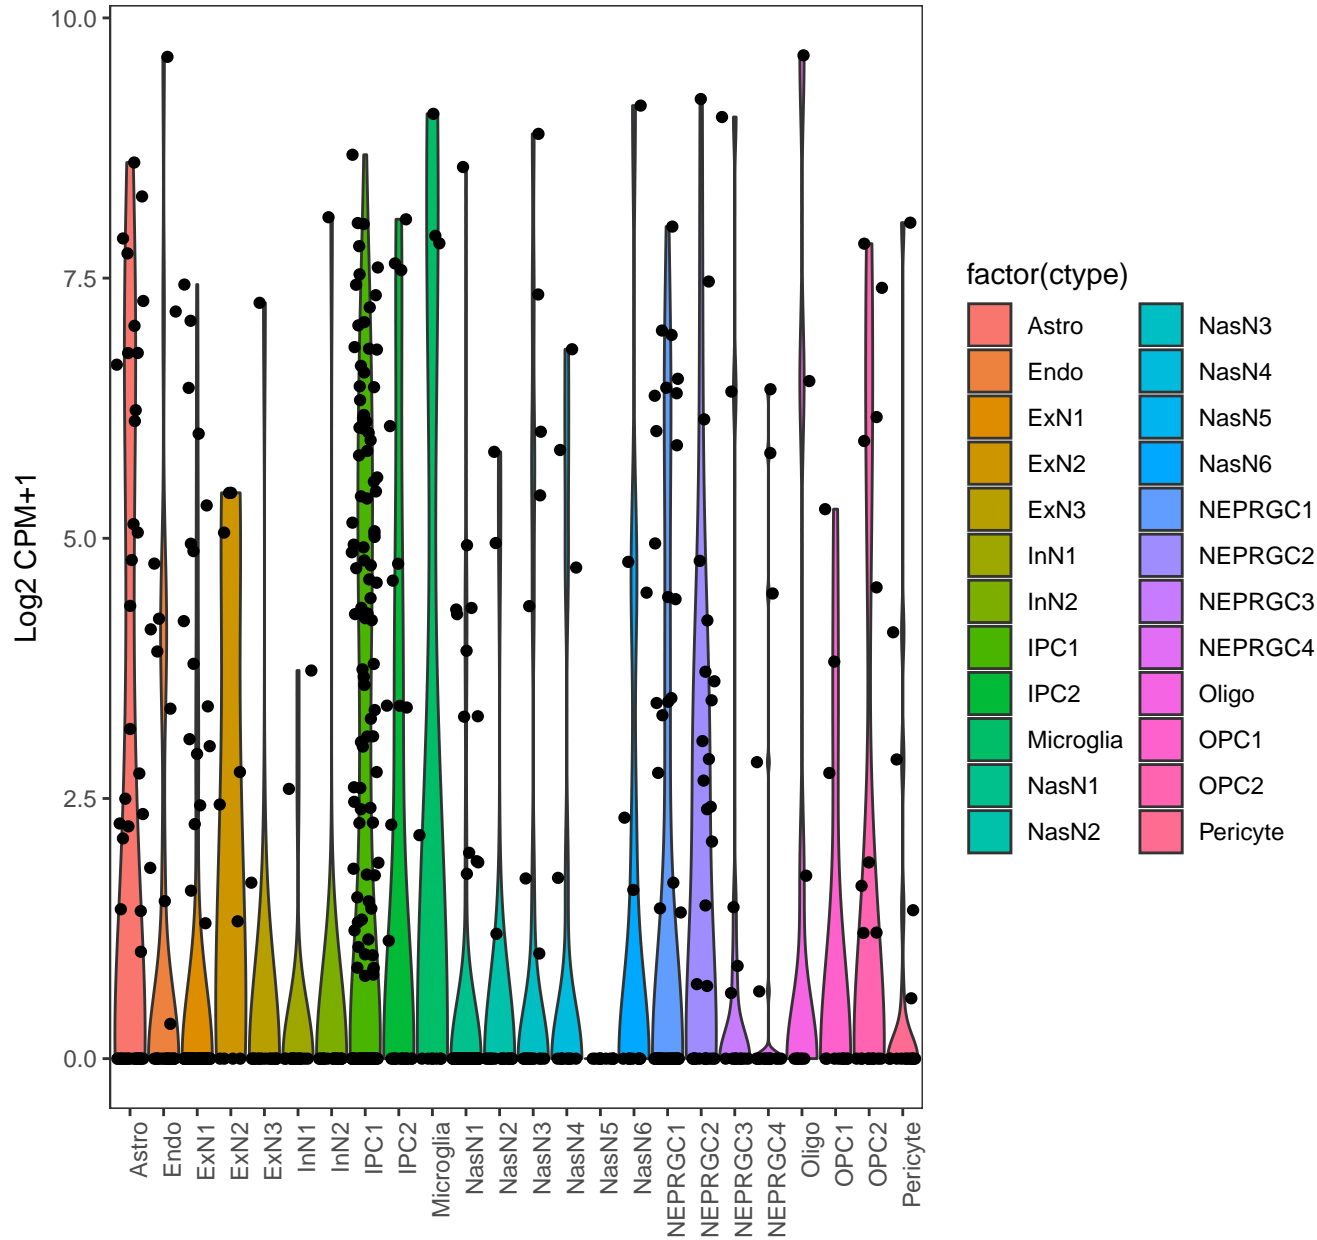 10.0
7.5
5.0
2.5
0.0
Log2 CPM+1
Astro
Endo
ExN1
ExN2
ExN3
InN1
InN2
IPC1
IPC2
Microglia
NasN1
NasN2
NasN3
NasN4
NasN5
NasN6
NEPRGC1
NEPRGC2
NEPRGC3
NEPRGC4
Oligo
OPC1
OPC2
Pericyte
factor(ctype)
Astro
Endo
ExN1
ExN2
ExN3
InN1
InN2
IPC1
IPC2
Microglia
NasN1
NasN2
NasN3
NasN4
NasN5
NasN6
NEPRGC1
NEPRGC2
NEPRGC3
NEPRGC4
Oligo
OPC1
OPC2
Pericyte